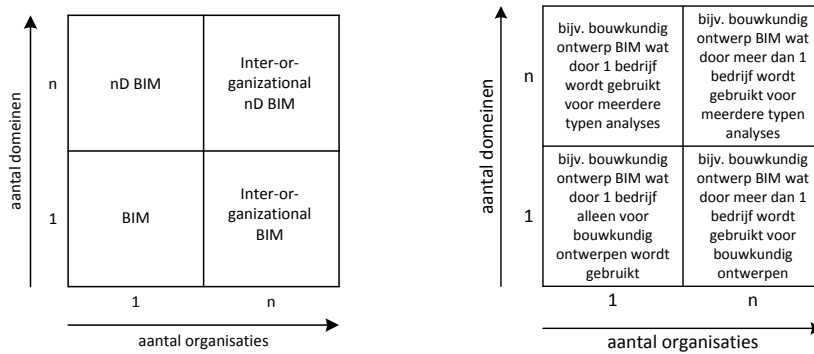 aantal domeinen
n
nD BIM
Inter-or-
ganizational
nD BIM
1
BIM
Inter-or-
ganizational
BIM
1
n
aantal organisaties
aantal domeinen
n
bijv. bouwkundig
ontwerp BIM wat
door 1 bedrijf
wordt gebruikt
voor meerdere
typen analyses
bijv. bouwkundig
ontwerp BIM wat
door meer dan 1
bedrijf wordt
gebruikt voor
meerdere typen
analyses
1
bijv. bouwkundig
ontwerp BIM wat
door 1 bedrijf
alleen voor
bouwkundig
ontwerpen wordt
gebruikt
bijv. bouwkundig
ontwerp BIM wat
door meer dan 1
bedrijf wordt
gebruikt voor
bouwkundig
ontwerpen
1
n
aantal organisaties